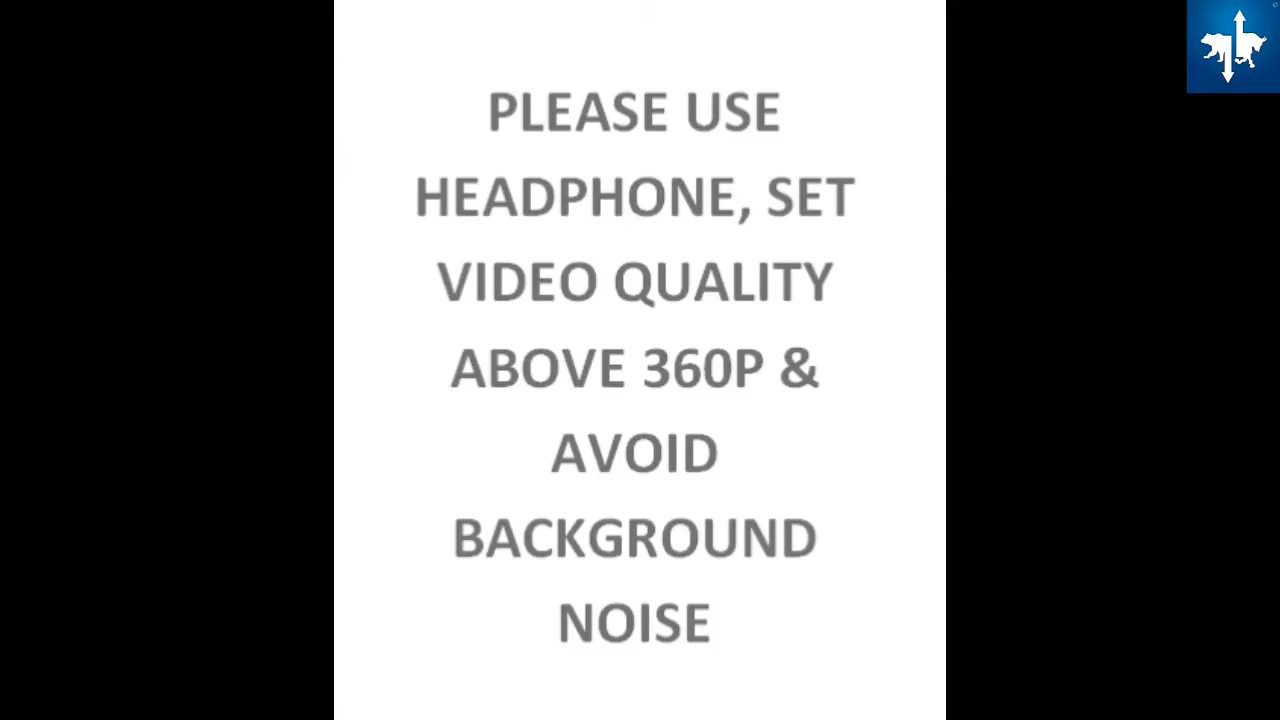 PLEASE USE
HEADPHONE, SET
VIDEO QUALITY
ABOVE 360P &
AVOID
BACKGROUND
NOISE